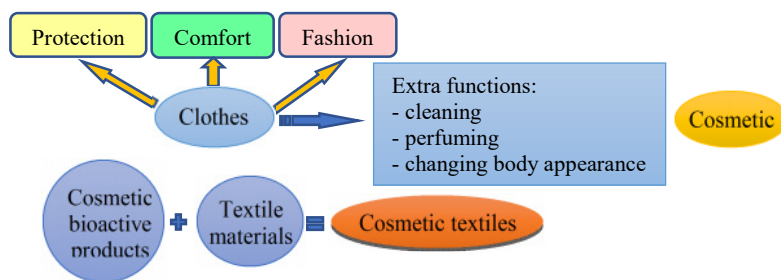 Protection
Comfort
Fashion
Clothes
Extra functions:
- cleaning
- perfuming
- changing body appearance
Cosmetic
Cosmetic
bioactive
products
+
Textile
materials
=
Cosmetic textiles